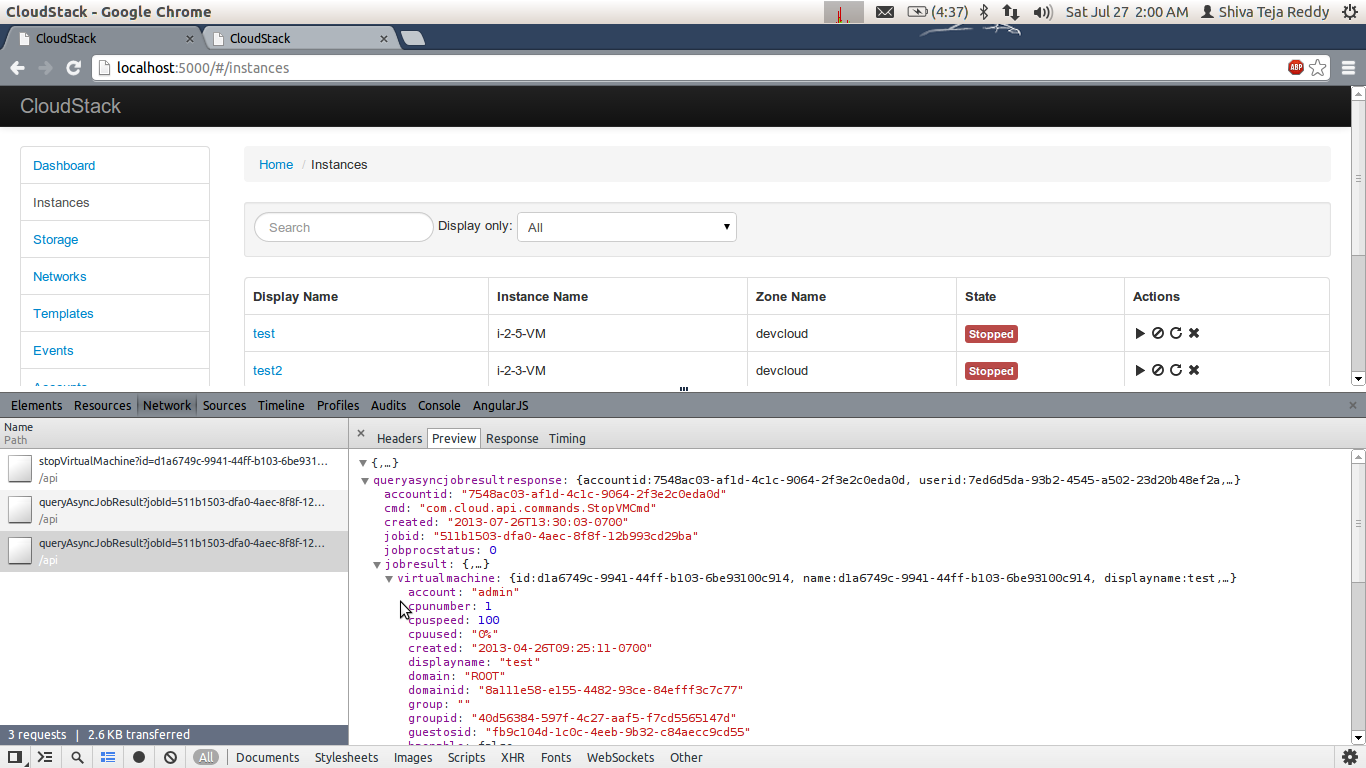 CloudStack - Google Chrome
(4:37)
Sat Jul 27 2:00 AM
Shiva Teja Reddy
CloudStack
CloudStack
localhost:5000/#/instances
ABP
CloudStack
Dashboard
Instances
Storage
Networks
Templates
Events
Accounts
Home / Instances
Search
Display only: All
Display Name Instance Name Zone Name State Actions
test i-2-5-VM devcloud Stopped
test2 i-2-3-VM devcloud Stopped
Elements Resources Network Sources Timeline Profiles Audits Console AngularJS
Name
Path
stopVirtualMachine?id=d1a6749c-9941-44ff-b103-6be931...
/api
queryAsyncJobResult?jobId=511b1503-dfa0-4aec-8f8f-12...
/api
queryAsyncJobResult?jobId=511b1503-dfa0-4aec-8f8f-12...
/api
3 requests | 2.6 KB transferred
Headers Preview Response Timing
{,…}
queryasyncjobresultresponse: {accountid:7548ac03-af1d-4c1c-9064-2f3e2c0eda0d, userid:7ed6d5da-93b2-4545-a502-23d20b48ef2a,…}
accountid: "7548ac03-af1d-4c1c-9064-2f3e2c0eda0d"
cmd: "com.cloud.api.commands.StopVMCmd"
created: "2013-07-26T13:30:03-0700"
jobid: "511b1503-dfa0-4aec-8f8f-12b993cd29ba"
jobprocstatus: 0
jobresult: {,…}
virtualmachine: {id:d1a6749c-9941-44ff-b103-6be93100c914, name:d1a6749c-9941-44ff-b103-6be93100c914, displayname:test,…}
account: "admin"
cpunumber: 1
cpuspeed: 100
cpuused: "0%"
created: "2013-04-26T09:25:11-0700"
displayname: "test"
domain: "ROOT"
domainid: "8a111e58-e155-4482-93ce-84efff3c7c77"
group: ""
groupid: "40d56384-597f-4c27-aaf5-f7cd5565147d"
guestosid: "fb9c104d-1c0c-4eeb-9b32-c84aecc9cd55"
All Documents Stylesheets Images Scripts XHR Fonts WebSockets Other